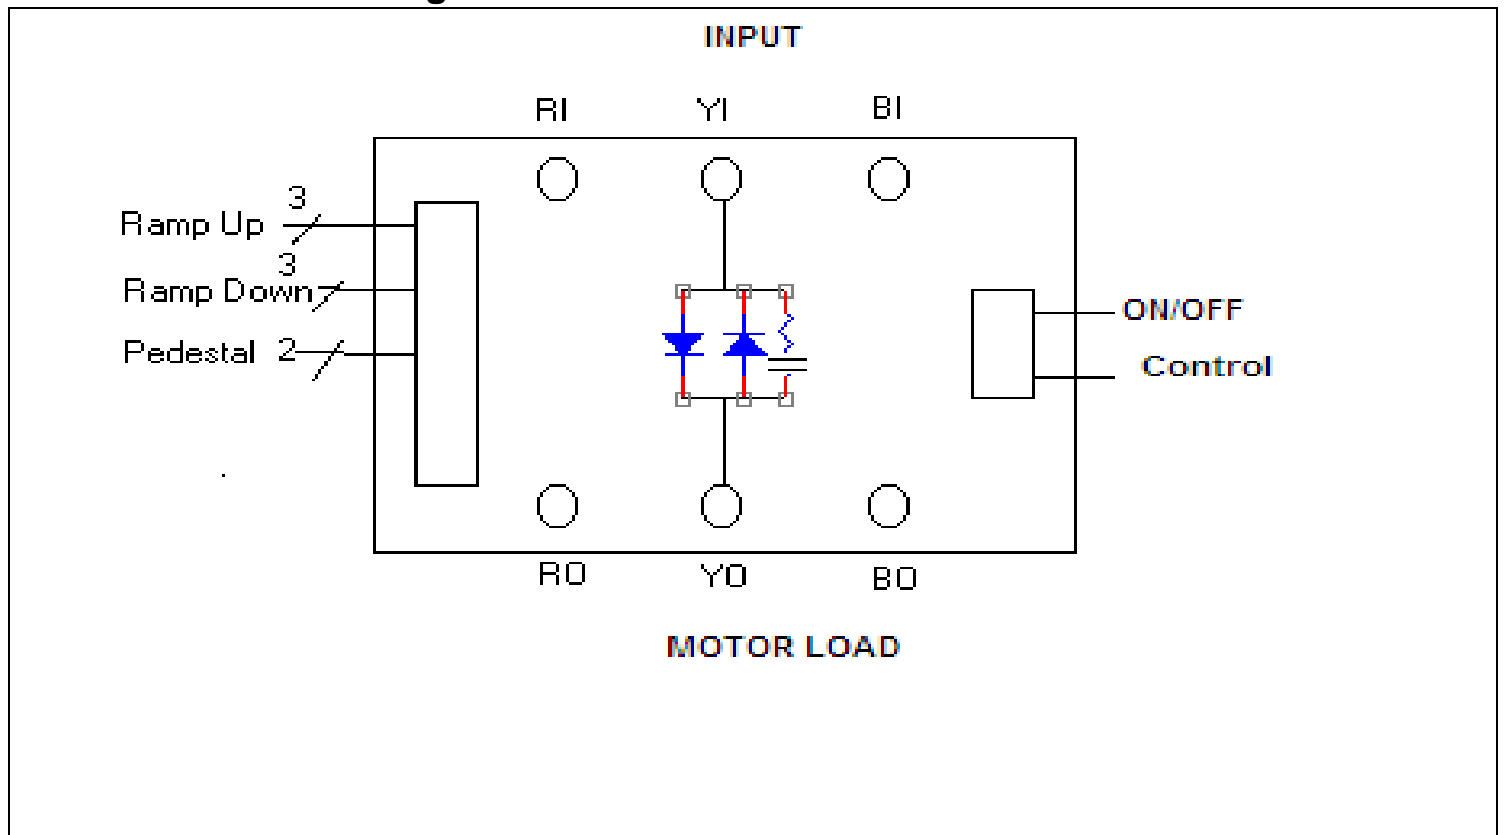 INPUT
RI YI BI
3
Ramp Up
3
Ramp Down
Pedestal 2
ON/OFF
Control
RO YO BO
MOTOR LOAD